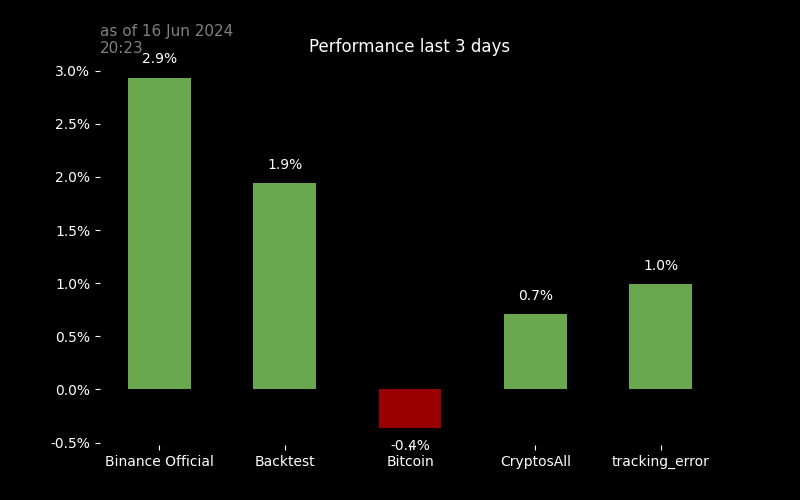 as of 16 Jun 2024
20:23
Performance last 3 days
3.0%
2.5%
2.0%
1.5%
1.0%
0.5%
0.0%
-0.5%
2.9%
1.9%
-0.4%
0.7%
1.0%
Binance Official
Backtest
Bitcoin
CryptosAll
tracking_error